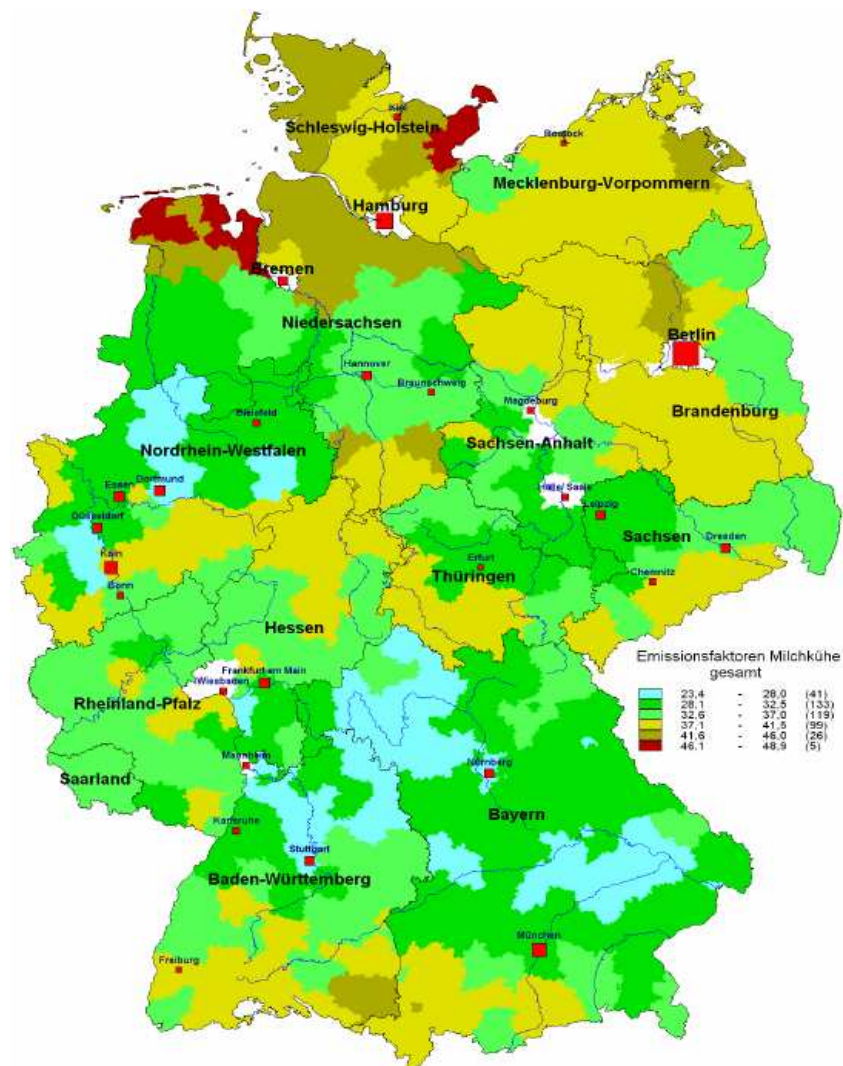 Kiel
Schleswig-Holstein
Rostock
Mecklenburg-Vorpommern
Hamburg
Bremen
Niedersachsen
Berlin
Hannover
Braunschweig
Magdeburg
Bielefeld
Brandenburg
Nordrhein-Westfalen
Sachsen-Anhalt
Essen
Dortmund
Halle/ Saale
Leipzig
Düsseldorf
Sachsen
Dresden
Köln
Erfurt
Thüringen
Chemnitz
Bonn
Hessen
Frankfurt am Main
Wiesbaden
Rheinland-Pfalz
Emissionsfaktoren Milchkühe
gesamt
23,4 - 28,0 (41)
28,1 - 32,5 (133)
32,6 - 37,0 (119)
37,1 - 41,5 (99)
41,6 - 46,0 (26)
46,1 - 48,9 (5)
Mannheim
Saarland
Nürnberg
Bayern
Karlsruhe
Stuttgart
Baden-Württemberg
München
Freiburg